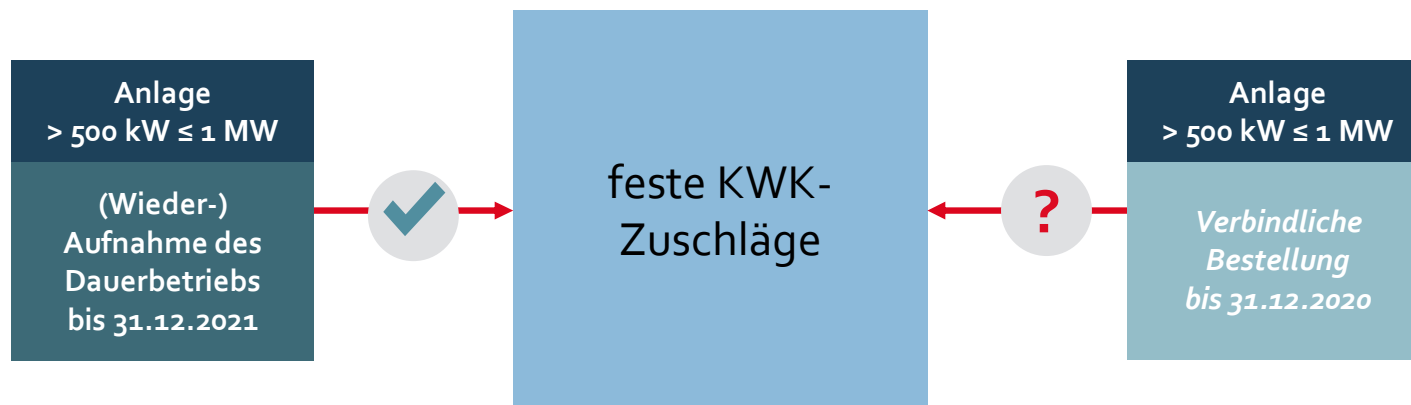 Anlage
> 500 kW ≤ 1 MW
(Wieder-)
Aufnahme des
Dauerbetriebs
bis 31.12.2021
feste KWK-
Zuschläge
?
Anlage
> 500 kW ≤ 1 MW
Verbindliche
Bestellung
bis 31.12.2020